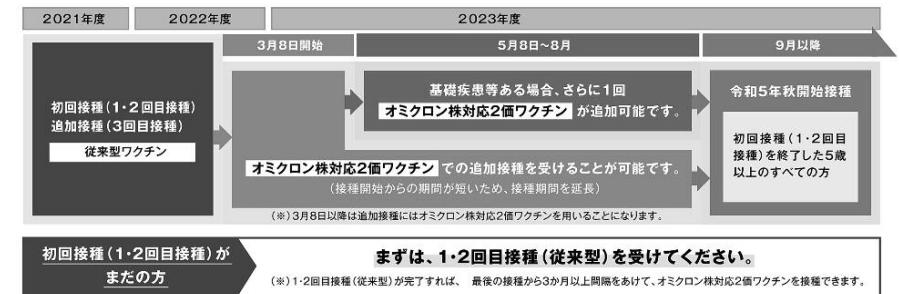 2021年度
2022年度
2023年度
3月8日開始
5月8日～8月
9月以降
初回接種(1・2回目接種)
追加接種(3回目接種)
従来型ワクチン
基礎疾患等ある場合、さらに1回
オミクロン株対応2価ワクチン が追加可能です。
オミクロン株対応2価ワクチン での追加接種を受けることが可能です。
(接種開始からの期間が短いため、接種期間を延長)
令和5年秋開始接種
初回接種(1・2回目
接種)を終了した5歳
以上のすべての方
(※)3月8日以降は追加接種にはオミクロン株対応2価ワクチンを用いることになります。
初回接種(1・2回目接種)が
まだの方
まずは、1・2回目接種(従来型)を受けてください。
(※)1・2回目接種(従来型)が完了すれば、 最後の接種から3か月以上間隔をあけて、オミクロン株対応2価ワクチンを接種できます。